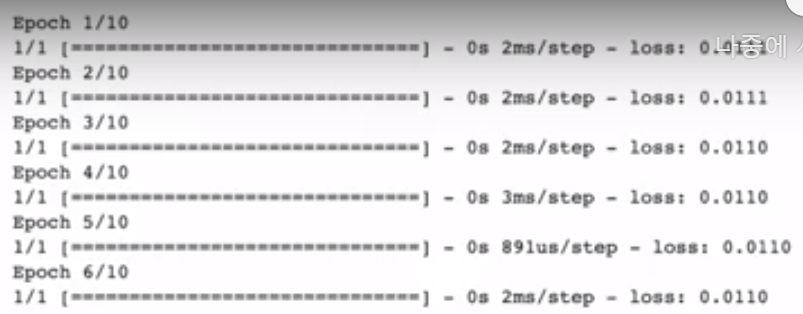 Epoch 1/10
1/1 [==============================] - 0s 2ms/step - loss: 나중에
Epoch 2/10
1/1 [==============================] - 0s 2ms/step - loss: 0.0111
Epoch 3/10
1/1 [==============================] - 0s 2ms/step - loss: 0.0110
Epoch 4/10
1/1 [==============================] - 0s 3ms/step - loss: 0.0110
Epoch 5/10
1/1 [==============================] - 0s 891us/step - loss: 0.0110
Epoch 6/10
1/1 [==============================] - 0s 2ms/step - loss: 0.0110